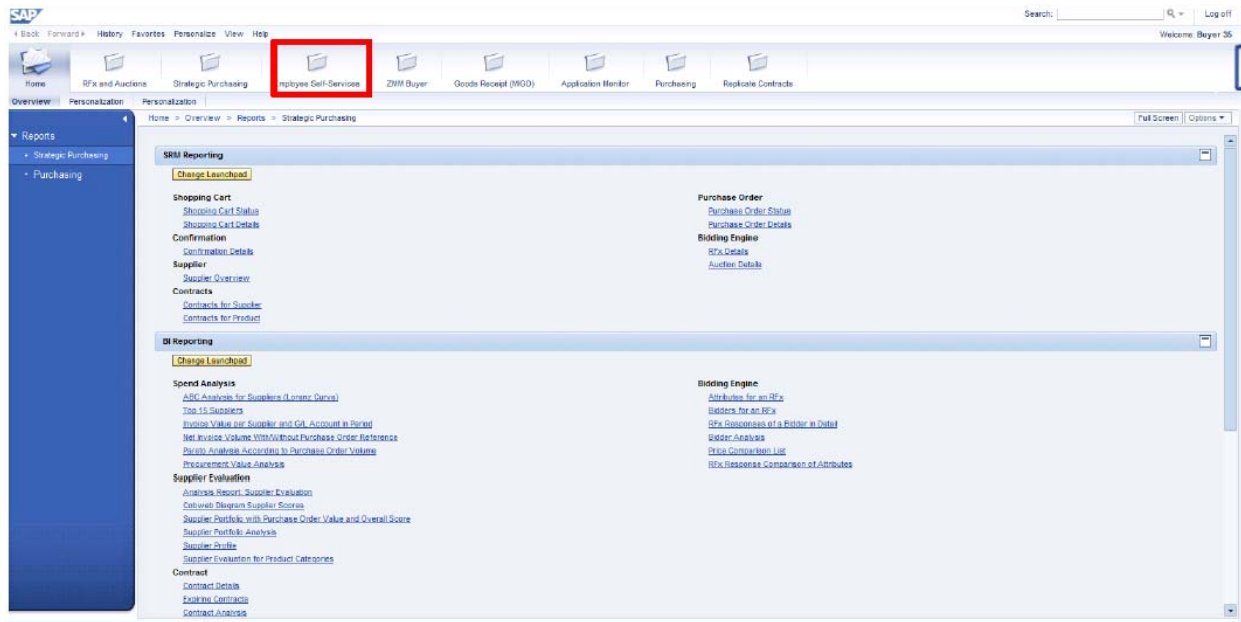 SAP
Search:
Log off
Back Forward History Favorites Personalize View Help
Welcome: Buyer 35
Home
RFx and Auctions
Strategic Purchasing
Employee Self-Services
ZNM Buyer
Goods Receipt (MIGO)
Application Monitor
Purchasing
Replicate Contracts
Overview Personalization Personalization
Home > Overview > Reports > Strategic Purchasing
Full Screen Options
Reports
Strategic Purchasing
Purchasing
SRM Reporting
Change Launchpad
Shopping Cart
Shopping Cart Status
Shopping Cart Details
Confirmation
Confirmation Details
Supplier
Supplier Overview
Contracts
Contracts for Supplier
Contracts for Product
Purchase Order
Purchase Order Status
Purchase Order Details
Bidding Engine
RFx Details
Auction Details
BI Reporting
Change Launchpad
Spend Analysis
ABC Analysis for Suppliers (Lorenz Curve)
Top 15 Suppliers
Invoice Value per Supplier and G/L Account in Period
Net Invoice Volume With/Without Purchase Order Reference
Pareto Analysis According to Purchase Order Volume
Procurement Value Analysis
Supplier Evaluation
Analysis Report, Supplier Evaluation
Cobweb Diagram Supplier Scores
Supplier Portfolio with Purchase Order Value and Overall Score
Supplier Portfolio Analysis
Supplier Profile
Supplier Evaluation for Product Categories
Contract
Contract Details
Expiring Contracts
Contract Analysis
Bidding Engine
Attributes for an RFx
Bidders for an RFx
RFx Responses of a Bidder in Detail
Bidder Analysis
Price Comparison List
RFx Response Comparison of Attributes